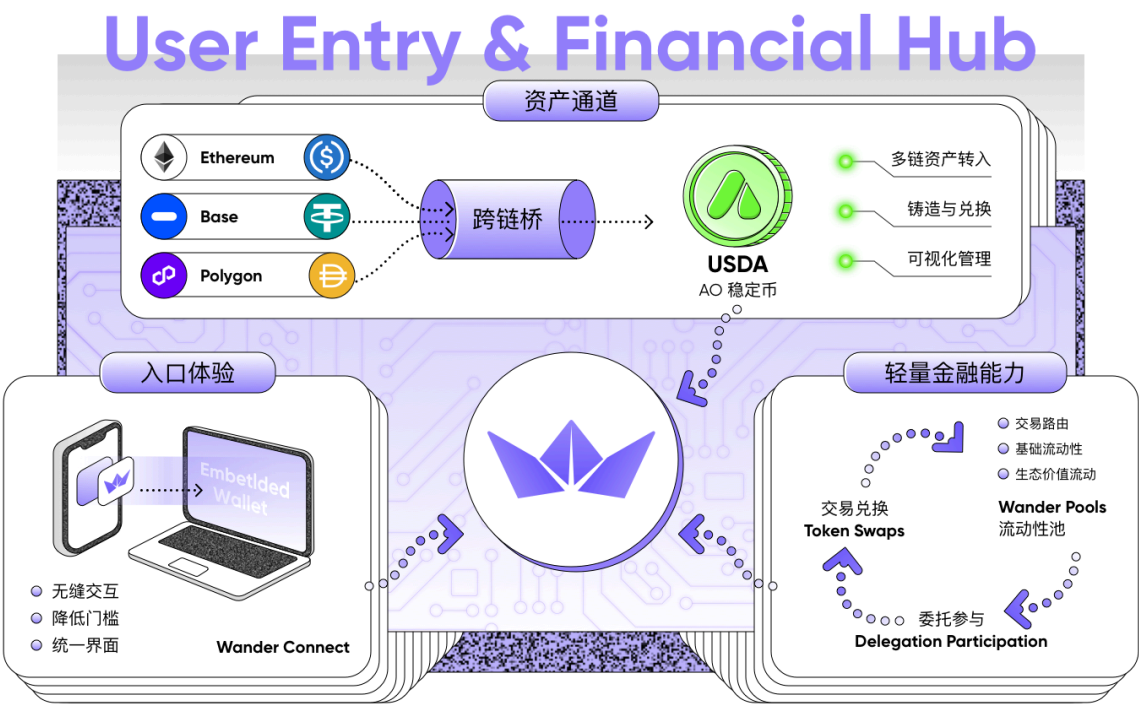 User Entry & Financial Hub
资产通道
Ethereum
Base
Polygon
跨链桥
USDA
AO 稳定币
多链资产转入
铸造与兑换
可视化管理
入口体验
Embetlded
Wallet
无缝交互
降低门槛
统一界面
Wander Connect
轻量金融能力
交易路由
基础流动性
生态价值流动
Wander Pools
流动性池
交易兑换
Token Swaps
委托参与
Delegation Participation